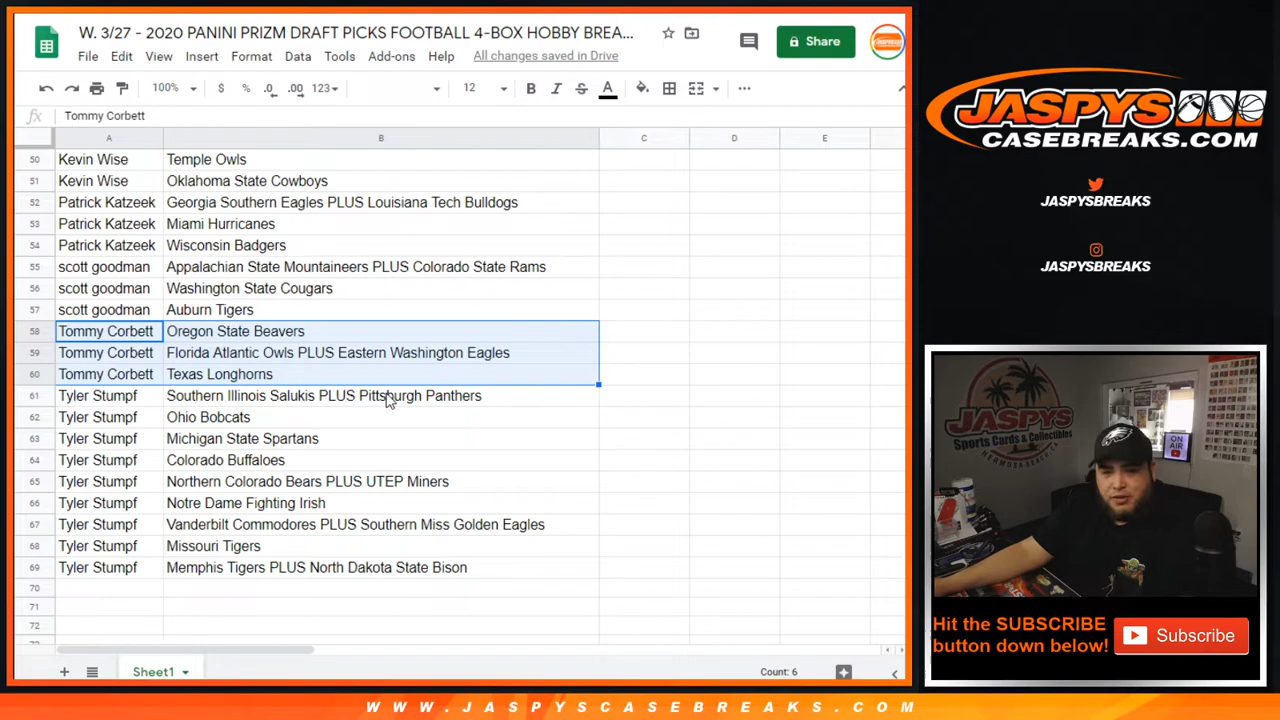 W. 3/27 - 2020 PANINI PRIZM DRAFT PICKS FOOTBALL 4-BOX HOBBY BREA...
Share
File Edit View Insert Format Data Tools Add-ons Help All changes saved in Drive
100% $ % .0 .00 123 12 B I S A
fx Tommy Corbett
A B C D E
50 Kevin Wise Temple Owls
51 Kevin Wise Oklahoma State Cowboys
52 Patrick Katzeek Georgia Southern Eagles PLUS Louisiana Tech Bulldogs
53 Patrick Katzeek Miami Hurricanes
54 Patrick Katzeek Wisconsin Badgers
55 scott goodman Appalachian State Mountaineers PLUS Colorado State Rams
56 scott goodman Washington State Cougars
57 scott goodman Auburn Tigers
58 Tommy Corbett Oregon State Beavers
59 Tommy Corbett Florida Atlantic Owls PLUS Eastern Washington Eagles
60 Tommy Corbett Texas Longhorns
61 Tyler Stumpf Southern Illinois Salukis PLUS Pittsburgh Panthers
62 Tyler Stumpf Ohio Bobcats
63 Tyler Stumpf Michigan State Spartans
64 Tyler Stumpf Colorado Buffaloes
65 Tyler Stumpf Northern Colorado Bears PLUS UTEP Miners
66 Tyler Stumpf Notre Dame Fighting Irish
67 Tyler Stumpf Vanderbilt Commodores PLUS Southern Miss Golden Eagles
68 Tyler Stumpf Missouri Tigers
69 Tyler Stumpf Memphis Tigers PLUS North Dakota State Bison
70
71
72
Sheet1
Count: 6
JASPYS
CASEBREAKS.COM
JASPYSBREAKS
JASPYSBREAKS
JASPYS
Sports Cards & Collectibles
HERMOSA BEACH, CA
ON
AIR
Hit the SUBSCRIBE
button down below!
Subscribe
WWW.JASPYSCASEBREAKS.COM